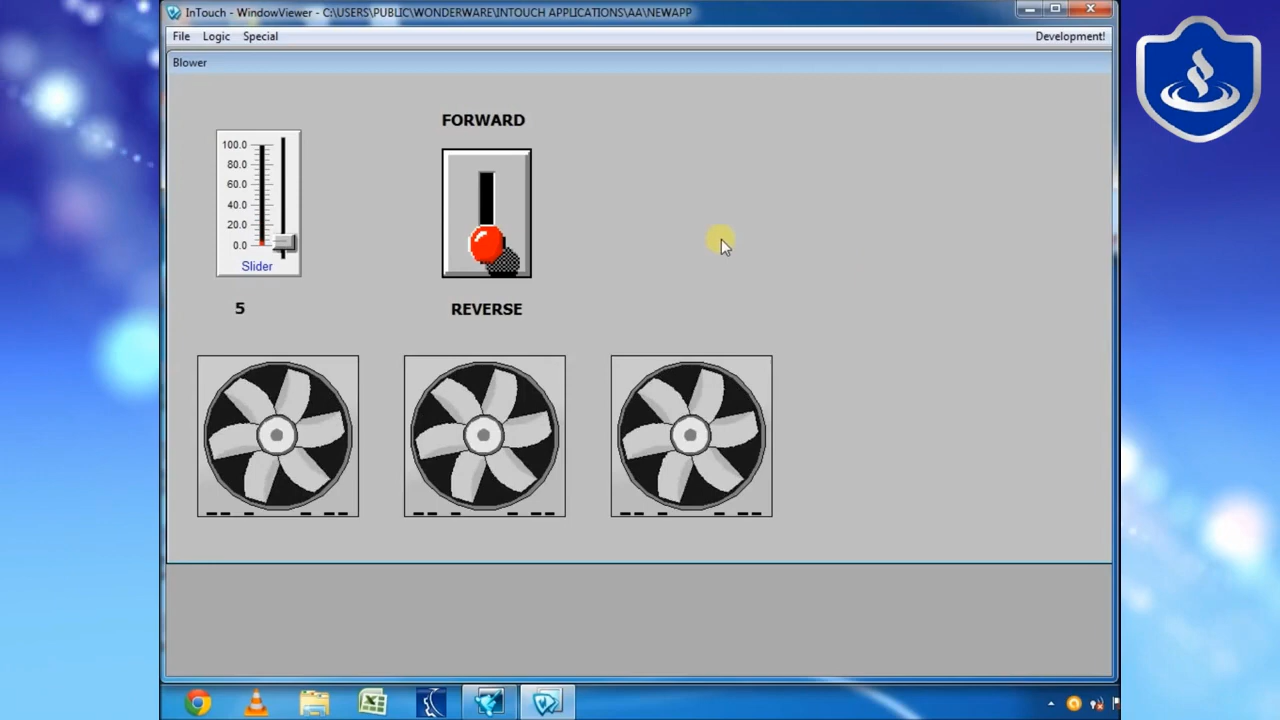 InTouch - WindowViewer - C:\USERS\PUBLIC\WONDERWARE\INTOUCH APPLICATIONS\AA\NEWAPP
File Logic Special Development!
Blower
FORWARD
100.0
80.0
60.0
40.0
20.0
0.0
Slider
5
REVERSE